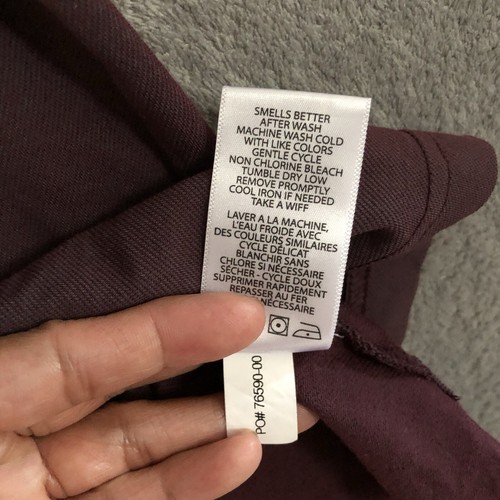 SMELLS BETTER
AFTER WASH
MACHINE WASH COLD
WITH LIKE COLORS
GENTLE CYCLE
NON CHLORINE BLEACH
TUMBLE DRY LOW
REMOVE PROMPTLY
COOL IRON IF NEEDED
TAKE A WIFF
LAVER A LA MACHINE,
L'EAU FROIDE AVEC
DES COULEURS SIMILAIRES
CYCLE DÉLICAT
BLANCHIR SANS
CHLORE SI NÉCESSAIRE
SÉCHER - CYCLE DOUX
SUPPRIMER RAPIDEMENT
REPASSER AU FER
NÉCESSAIRE
PO# 76590-00